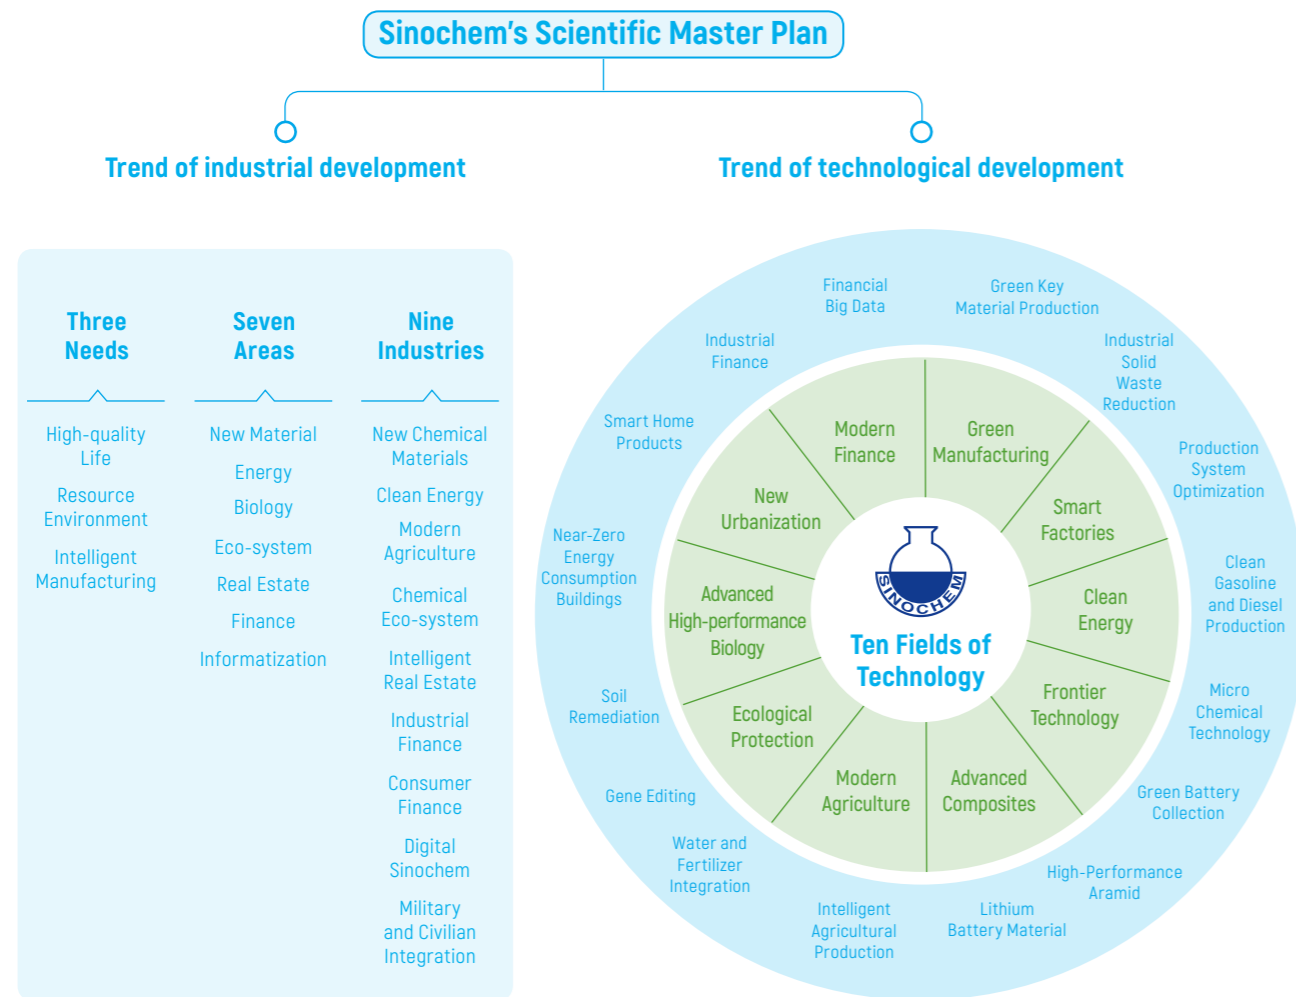 Sinochem's Scientific Master Plan
Trend of industrial development
Trend of technological development
Three
Needs
High-quality
Life
Resource
Environment
Intelligent
Manufacturing
Seven
Areas
New Material
Energy
Biology
Eco-system
Real Estate
Finance
Informatization
Nine
Industries
New Chemical
Materials
Clean Energy
Modern
Agriculture
Chemical
Eco-system
Intelligent
Real Estate
Industrial
Finance
Consumer
Finance
Digital
Sinochem
Military
and Civilian
Integration
Financial
Big Data
Green Key
Material Production
Industrial
Solid
Waste
Reduction
Production
System
Optimization
Clean
Gasoline
and Diesel
Production
Micro
Chemical
Technology
Green Battery
Collection
High-Performance
Aramid
Lithium
Battery Material
Intelligent
Agricultural
Production
Water and
Fertilizer
Integration
Gene Editing
Soil
Remediation
Near-Zero
Energy
Consumption
Buildings
Smart Home
Products
Industrial
Finance
Modern
Finance
Green
Manufacturing
Smart
Factories
Clean
Energy
Frontier
Technology
Advanced
Composites
Modern
Agriculture
Ecological
Protection
Advanced
High-performance
Biology
New
Urbanization
SINOCHEM
Ten Fields of
Technology